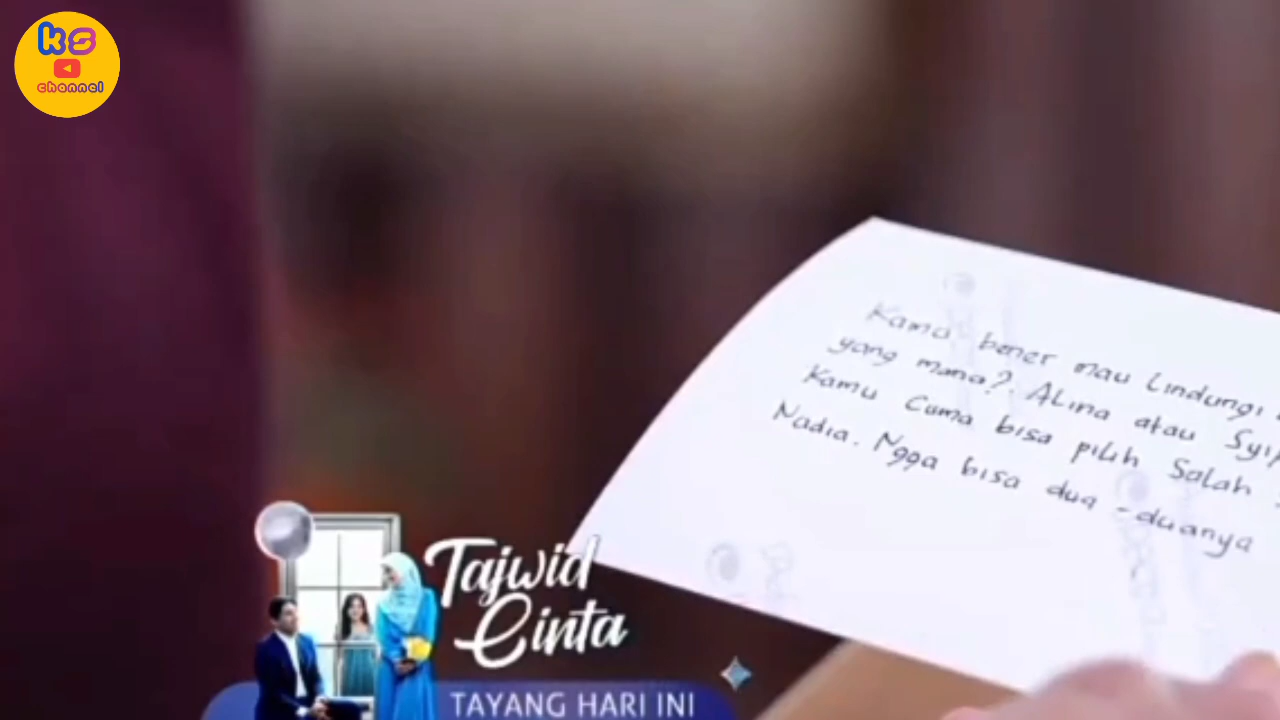 ks
channel
Kamu bener mau lindungi
yang mana? Alina atau
Kamu cuma bisa pilih salah
Nadia. Ngga bisa dua-duanya
Tajwid
Cinta
TAYANG HARI INI